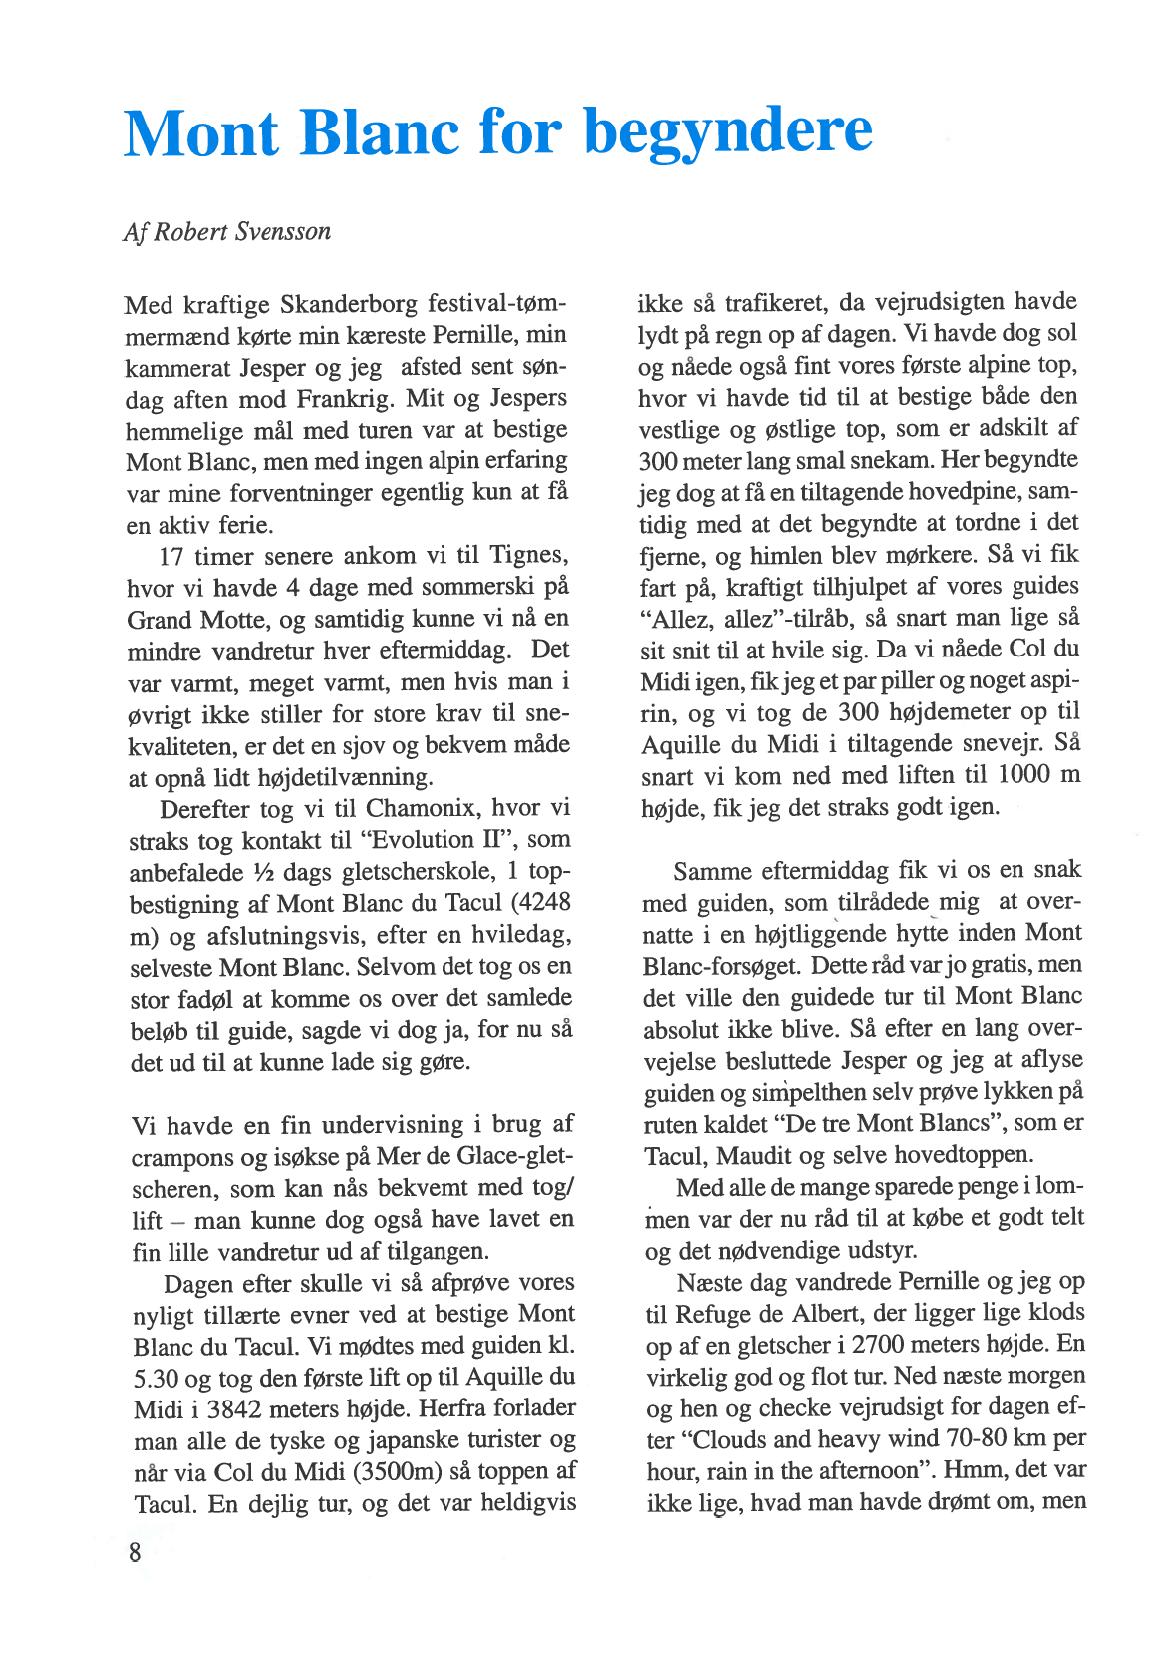 Mont Blanc for begyndere
Af Robert Svensson
Med kraftige Skanderborg festival-tøm-
mermænd kørte min kæreste Pernille, min
kammerat Jesper og jeg afsted sent søn-
dag aften mod Frankrig. Mit og Jespers
hemmelige mål med turen var at bestige
Mont Blanc, men med ingen alpin erfaring
var mine forventninger egentlig kun at få
en aktiv ferie.
17 timer senere ankom vi til Tignes,
hvor vi havde 4 dage med sommerski på
Grand Motte, og samtidig kunne vi nå en
mindre vandretur hver eftermiddag. Det
var varmt, meget varmt, men hvis man i
øvrigt ikke stiller for store krav til sne-
kvaliteten, er det en sjov og bekvem måde
at opnå lidt højdetilvænning.
Derefter tog vi til Chamonix, hvor vi
straks tog kontakt til “Evolution II”, som
anbefalede ½ dags gletscherskole, 1 top-
bestigning af Mont Blanc du Tacul (4248
m) og afslutningsvis, efter en hviledag,
selveste Mont Blanc. Selvom det tog os en
stor fadøl at komme os over det samlede
beløb til guide, sagde vi dog ja, for nu så
det ud til at kunne lade sig gøre.
Vi havde en fin undervisning i brug af
crampons og isøkse på Mer de Glace-glet-
scheren, som kan nås bekvemt med tog/
lift – man kunne dog også have lavet en
fin lille vandretur ud af tilgangen.
Dagen efter skulle vi så afprøve vores
nyligt tillærte evner ved at bestige Mont
Blanc du Tacul. Vi mødtes med guiden kl.
5.30 og tog den første lift op til Aquille du
Midi i 3842 meters højde. Herfra forlader
man alle de tyske og japanske turister og
når via Col du Midi (3500m) så toppen af
Tacul. En dejlig tur, og det var heldigvis
ikke så trafikeret, da vejrudsigten havde
lydt på regn op af dagen. Vi havde dog sol
og nåede også fint vores første alpine top,
hvor vi havde tid til at bestige både den
vestlige og østlige top, som er adskilt af
300 meter lang smal snekam. Her begyndte
jeg dog at få en tiltagende hovedpine, sam-
tidig med at det begyndte at tordne i det
fjerne, og himlen blev mørkere. Så vi fik
fart på, kraftigt tilhjulpet af vores guides
“Allez, allez”-tilråb, så snart man lige så
sit snit til at hvile sig. Da vi nåede Col du
Midi igen, fik jeg et par piller og noget aspi-
rin, og vi tog de 300 højdemeter op til
Aquille du Midi i tiltagende snevejr. Så
snart vi kom ned med liften til 1000 m
højde, fik jeg det straks godt igen.
Samme eftermiddag fik vi os en snak
med guiden, som tilrådede mig at over-
natte i en højtliggende hytte inden Mont
Blanc-forsøget. Dette råd var jo gratis, men
det ville den guidede tur til Mont Blanc
absolut ikke blive. Så efter en lang over-
vejelse besluttede Jesper og jeg at aflyse
guiden og simpelthen selv prøve lykken på
ruten kaldet “De tre Mont Blancs”, som er
Tacul, Maudit og selve hovedtoppen.
Med alle de mange sparede penge i lom-
men var der nu råd til at købe et godt telt
og det nødvendige udstyr.
Næste dag vandrede Pernille og jeg op
til Refuge de Albert, der ligger lige klods
op af en gletscher i 2700 meters højde. En
virkelig god og flot tur. Ned næste morgen
og hen og checke vejrudsigt for dagen ef-
ter “Clouds and heavy wind 70-80 km per
hour, rain in the afternoon”. Hmm, det var
ikke lige, hvad man havde drømt om, men
8